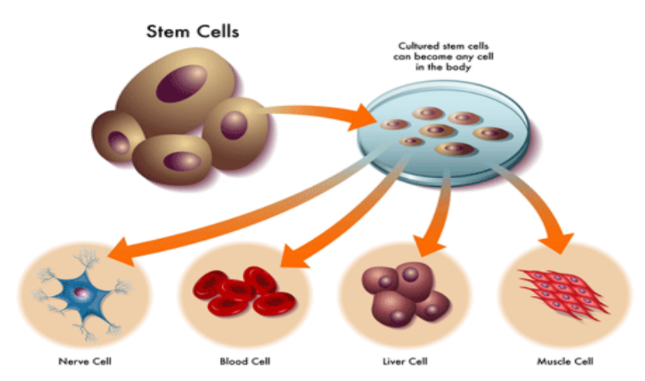 Stem Cells
Cultured stem cells
can become any cell
in the body
Nerve Cell
Blood Cell
Liver Cell
Muscle Cell